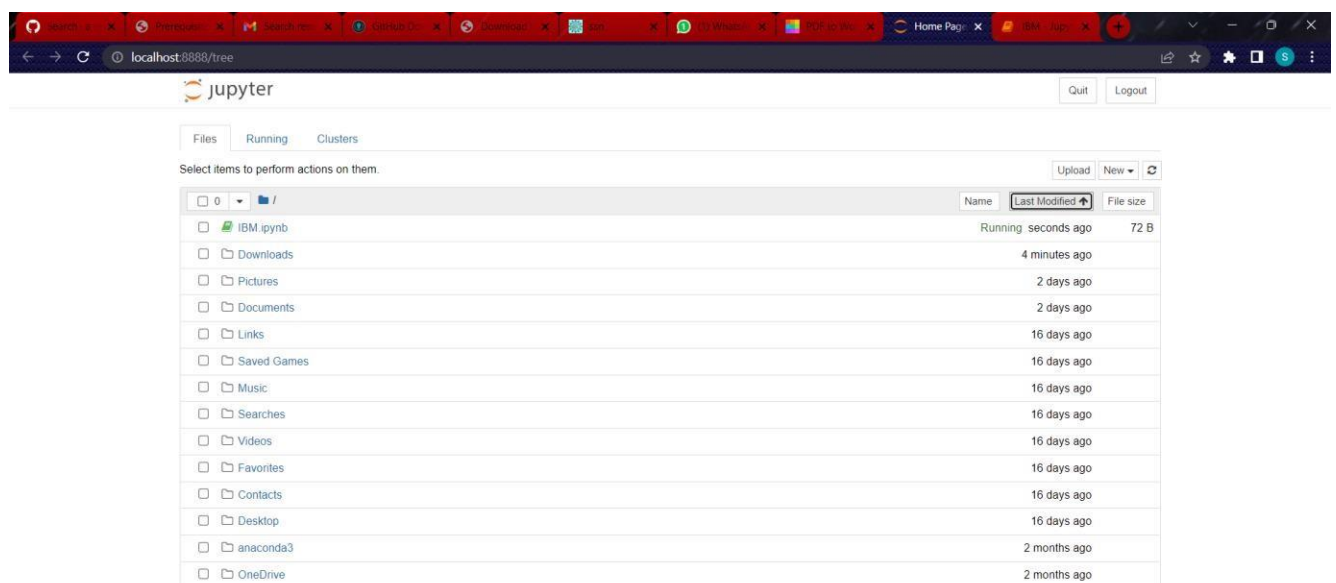 Home Page
localhost:8888/tree
S
jupyter
Quit Logout
Files Running Clusters
Select items to perform actions on them.
Upload New
0 /
Name Last Modified File size
IBM.ipynb Running seconds ago 72 B
Downloads 4 minutes ago
Pictures 2 days ago
Documents 2 days ago
Links 16 days ago
Saved Games 16 days ago
Music 16 days ago
Searches 16 days ago
Videos 16 days ago
Favorites 16 days ago
Contacts 16 days ago
Desktop 16 days ago
anaconda3 2 months ago
OneDrive 2 months ago